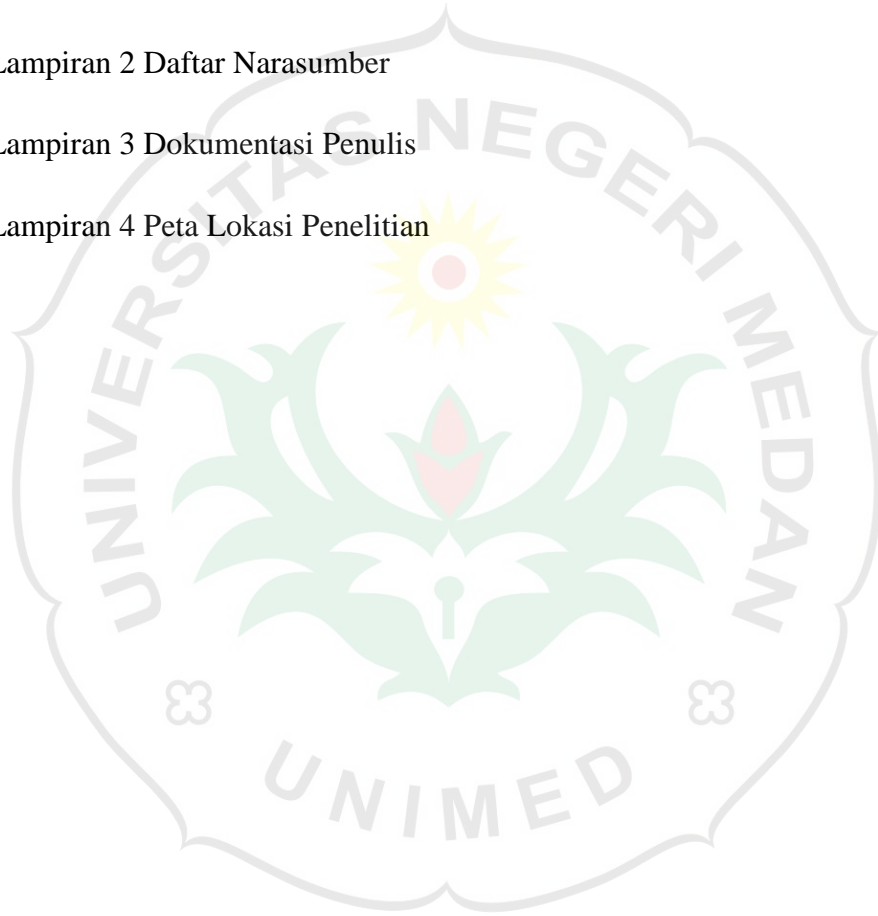 Lampiran 2 Daftar Narasumber
Lampiran 3 Dokumentasi Penulis
Lampiran 4 Peta Lokasi Penelitian
UNIVERSITAS NEGERI MEDAN
UNIMED